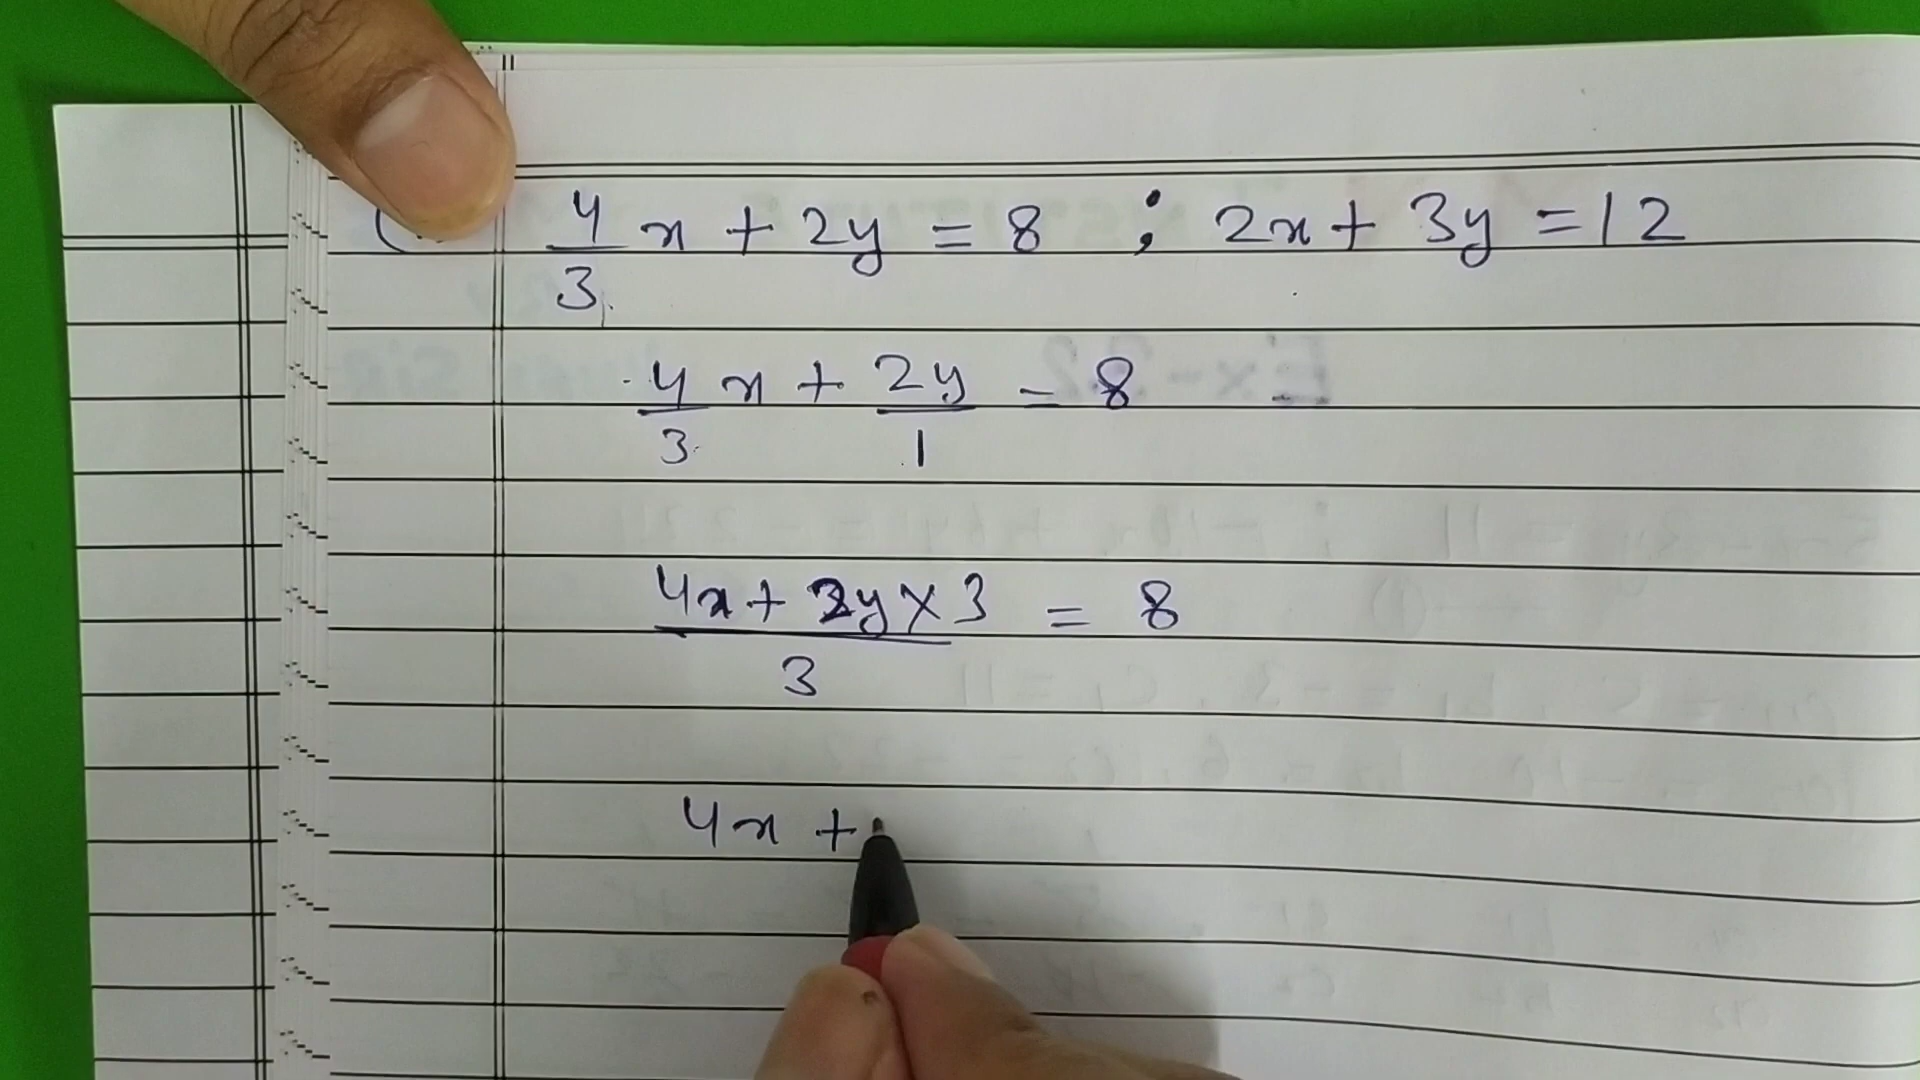 4/3 x + 2y = 8 ; 2x + 3y = 12
4/3 x + 2y/1 = 8
(4x + 2y × 3)/3 = 8
4x +